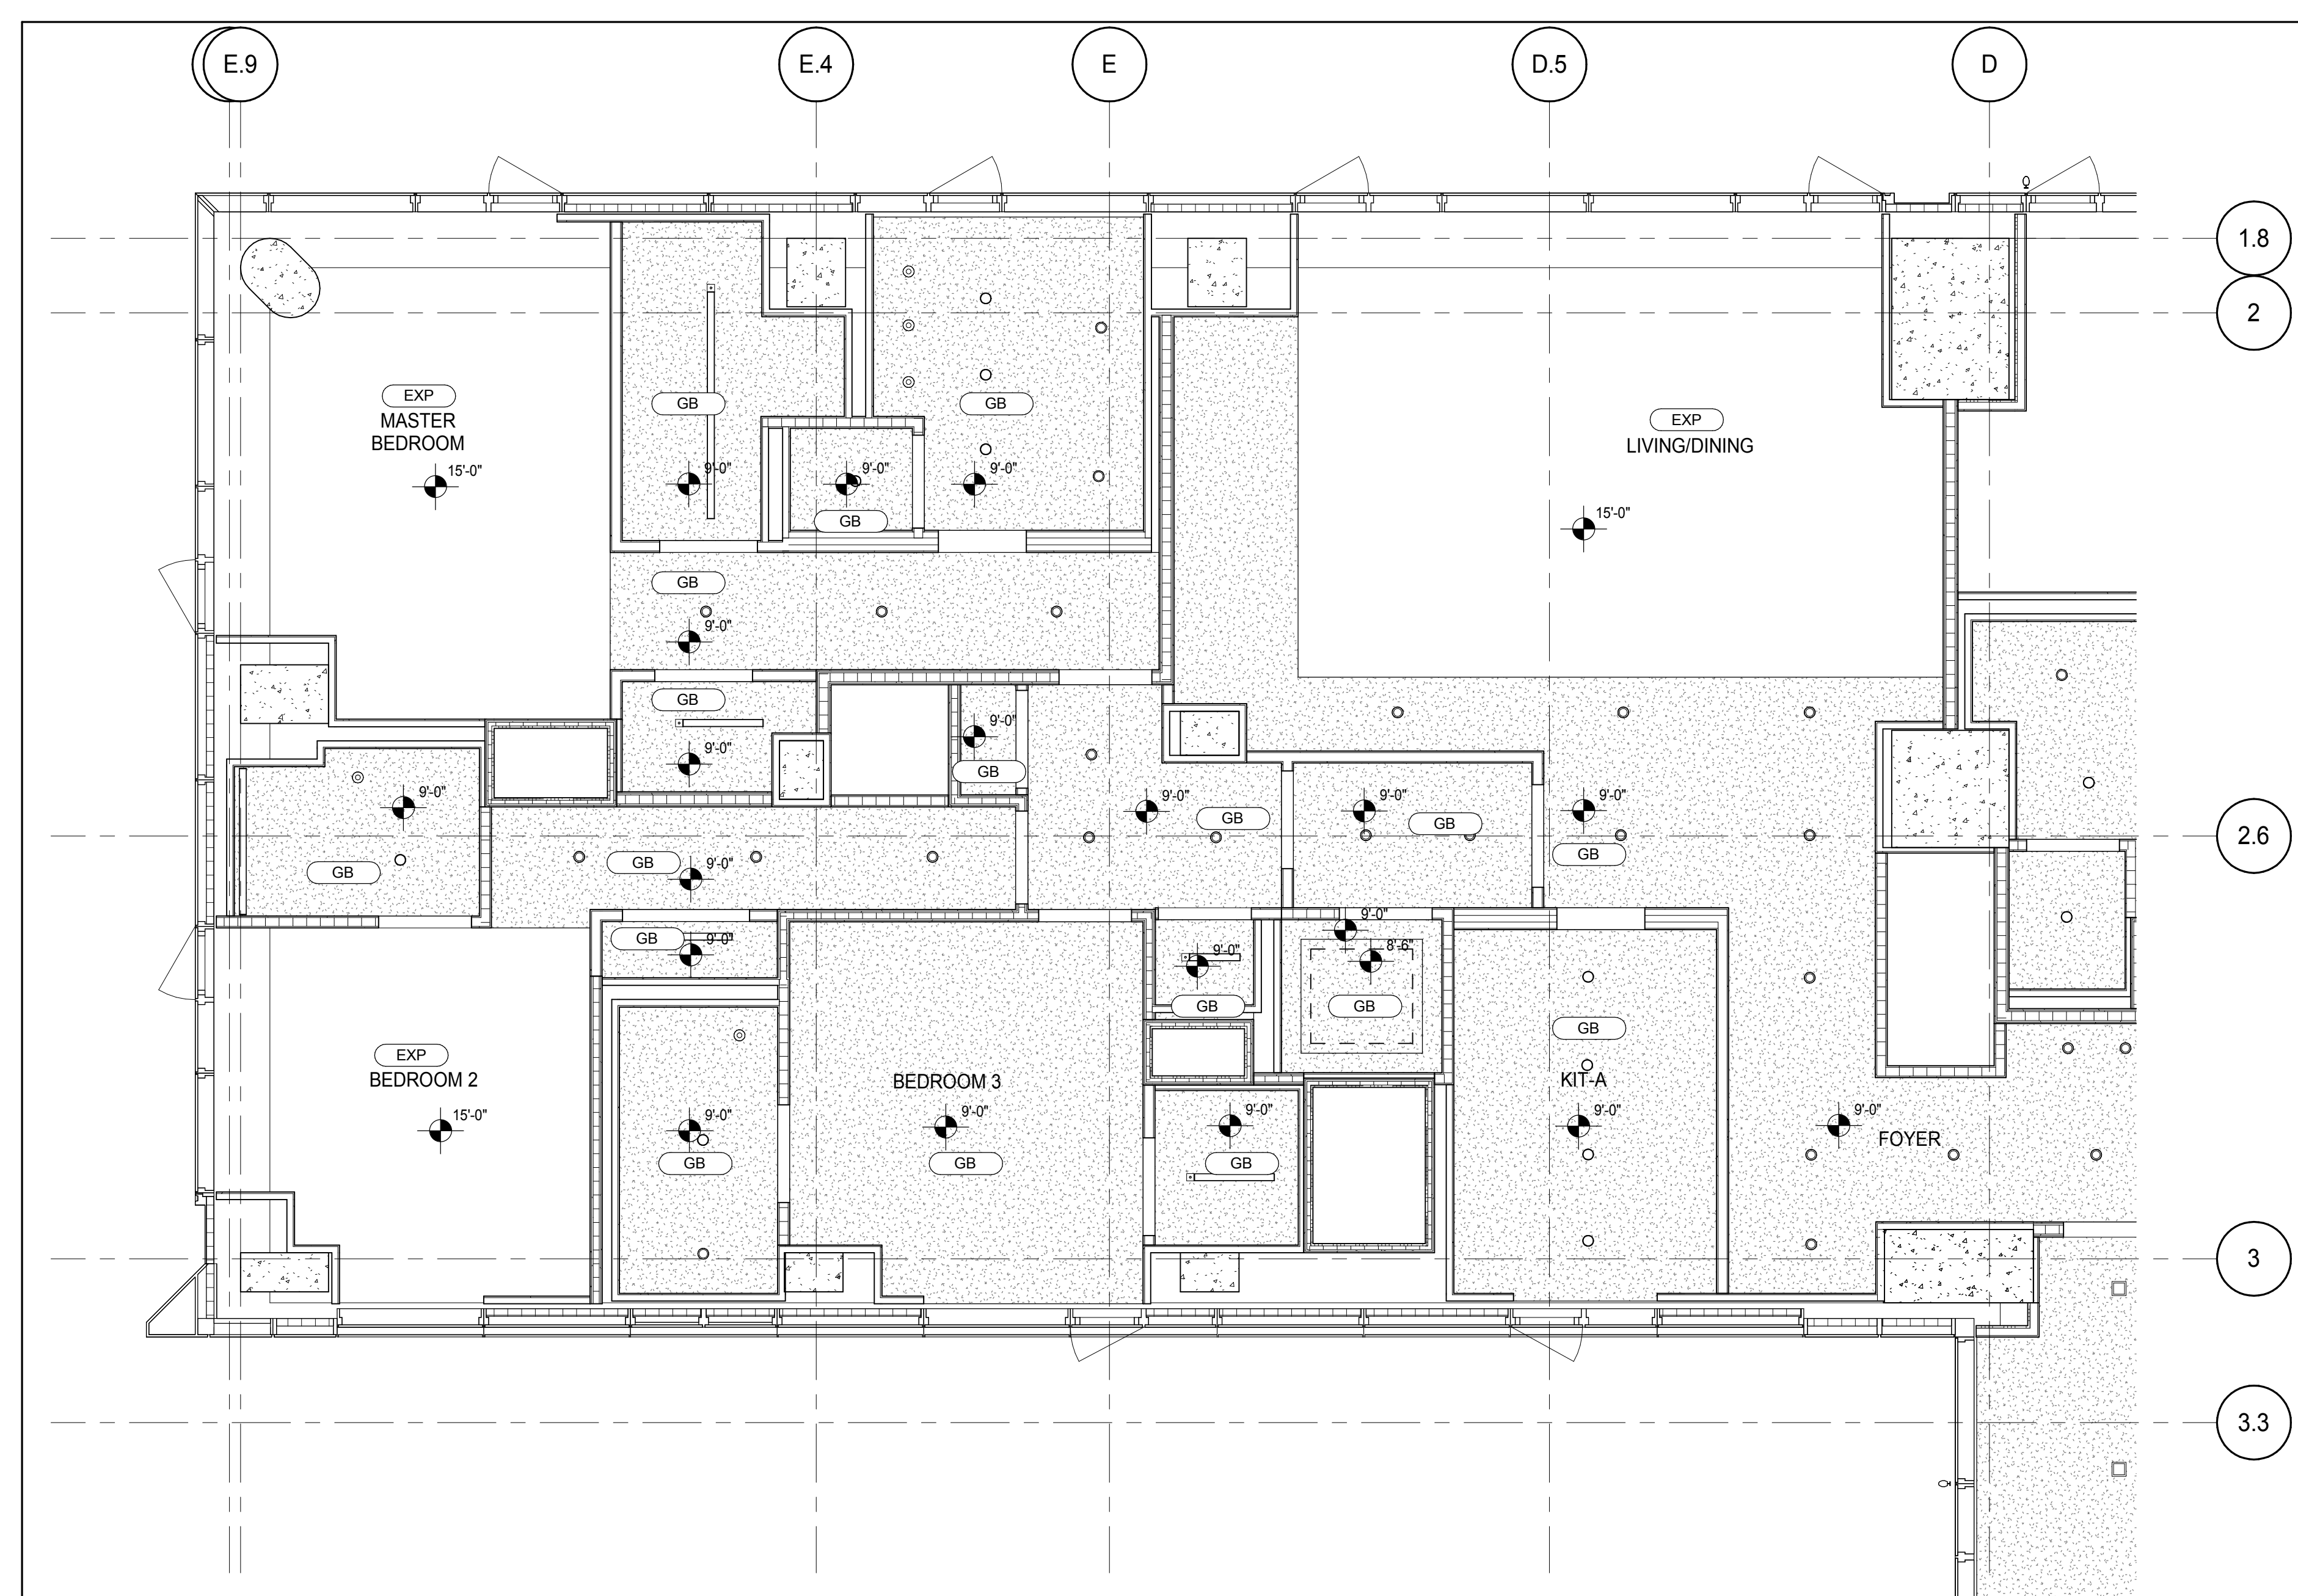 E.9 E.4 E D.5 D
1.8
2
EXP
MASTER
BEDROOM
15'-0"
GB
9'-0"
9'-0"
GB
GB
9'-0"
EXP
LIVING/DINING
15'-0"
GB
9'-0"
GB
9'-0"
9'-0"
GB
9'-0"
GB
GB
9'-0"
9'-0"
GB
9'-0"
GB
9'-0"
GB
9'-0"
GB
2.6
GB
9'-0"
9'-0"
GB
9'-0"
8'-6"
GB
GB
EXP
BEDROOM 2
15'-0"
9'-0"
GB
BEDROOM 3
9'-0"
GB
9'-0"
GB
KIT-A
9'-0"
9'-0"
FOYER
3
3.3